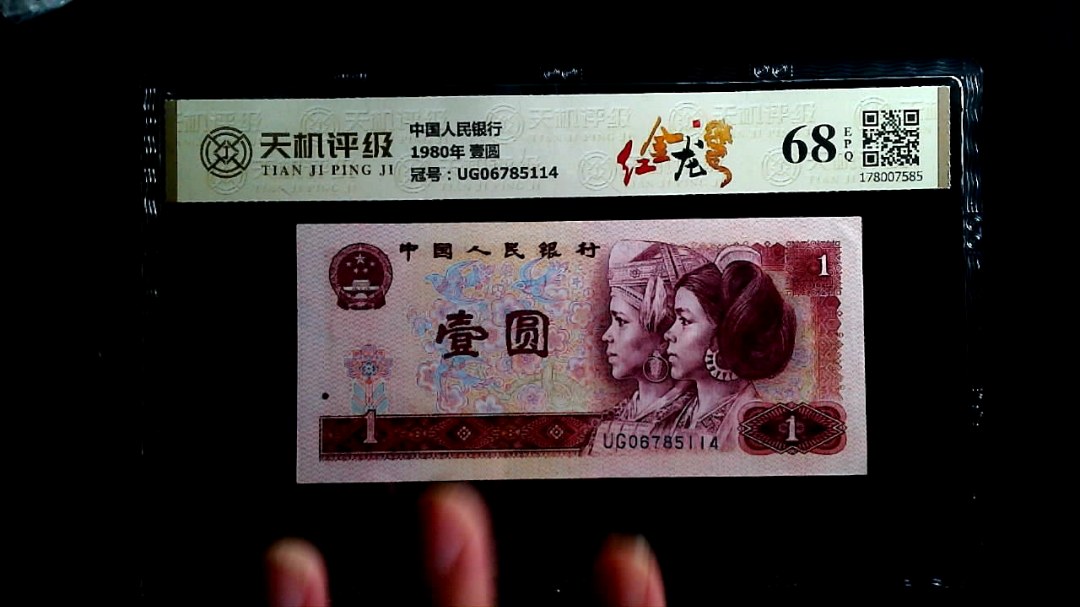 天机评级
TIAN JI PING JI
中国人民银行
1980年 壹圆
冠号：UG06785114
红金龙
68
EPQ
178007585
中国人民银行
1
壹圆
1
UG06785114
1